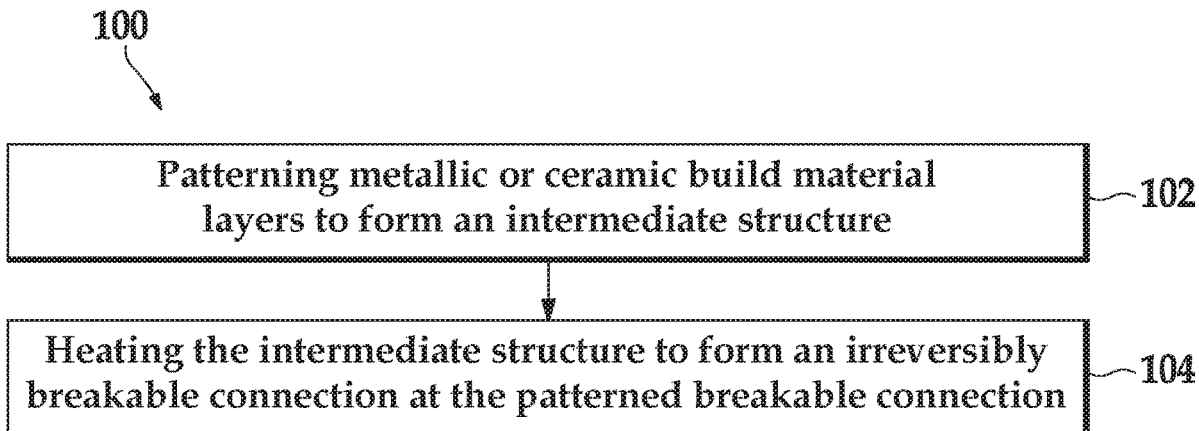 100
Patterning metallic or ceramic build material
layers to form an intermediate structure
102
Heating the intermediate structure to form an irreversibly
breakable connection at the patterned breakable connection
104